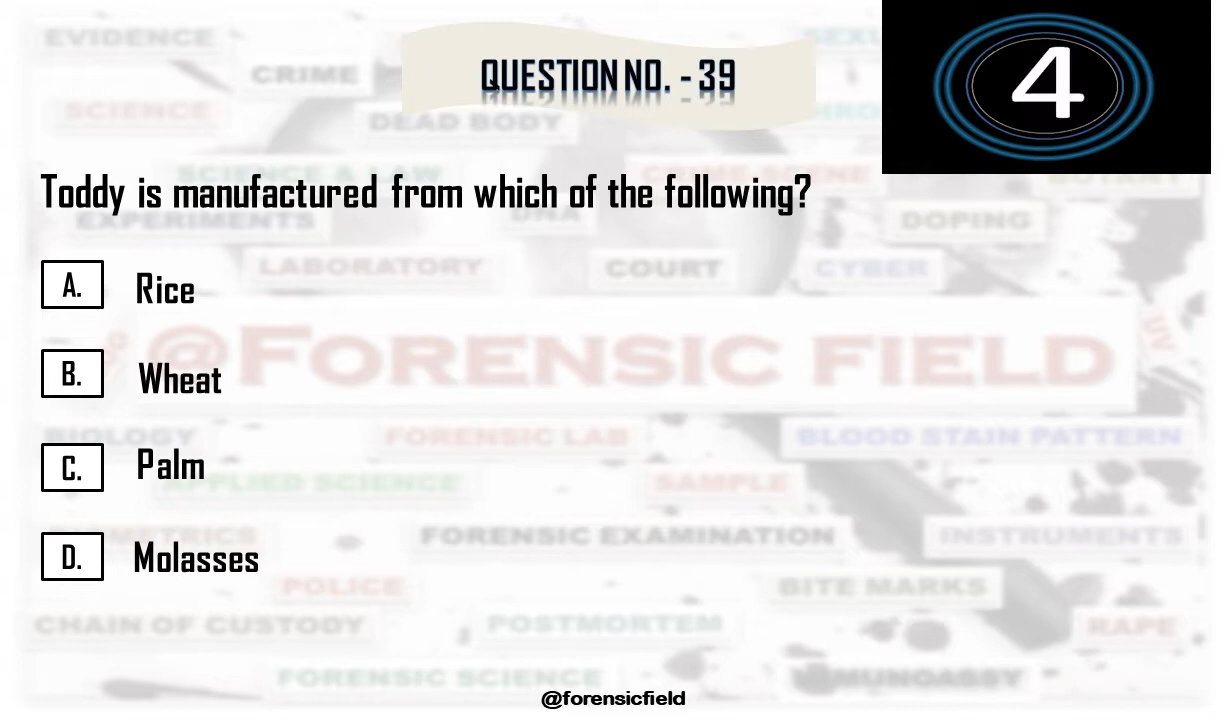 EVIDENCE
CRIME
QUESTION NO. - 39
4
SCIENCE
DEAD BODY
SCIENCE & LAW
CRIME SCENE
BOTANY
Toddy is manufactured from which of the following?
EXPERIMENTS
DNA
DOPING
LABORATORY
COURT
CYBER
A. Rice
@FORENSIC FIELD
UV
B. Wheat
BIOLOGY
FORENSIC LAB
BLOOD STAIN PATTERN
C. Palm
APPLIED SCIENCE
SAMPLE
FORENSIC EXAMINATION
INSTRUMENTS
D. Molasses
POLICE
BITE MARKS
CHAIN OF CUSTODY
POSTMORTEM
RAPE
FORENSIC SCIENCE
@forensicfield